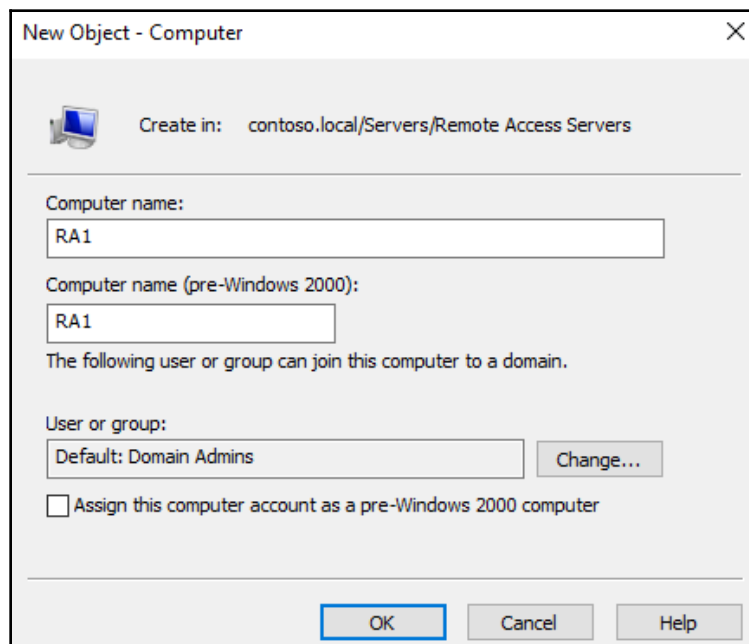 New Object - Computer
Create in: contoso.local/Servers/Remote Access Servers
Computer name:
RA1
Computer name (pre-Windows 2000):
RA1
The following user or group can join this computer to a domain.
User or group:
Default: Domain Admins
Change...
Assign this computer account as a pre-Windows 2000 computer
OK Cancel Help